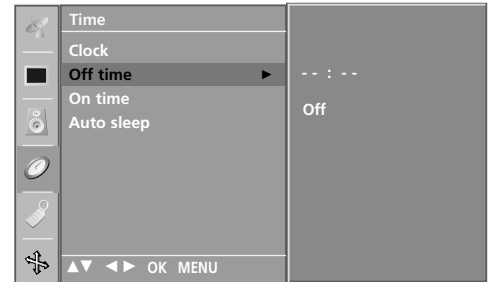 Time
Clock
Off time ►
On time
Auto sleep
- - : - -
Off
▲▼ ◄► OK MENU